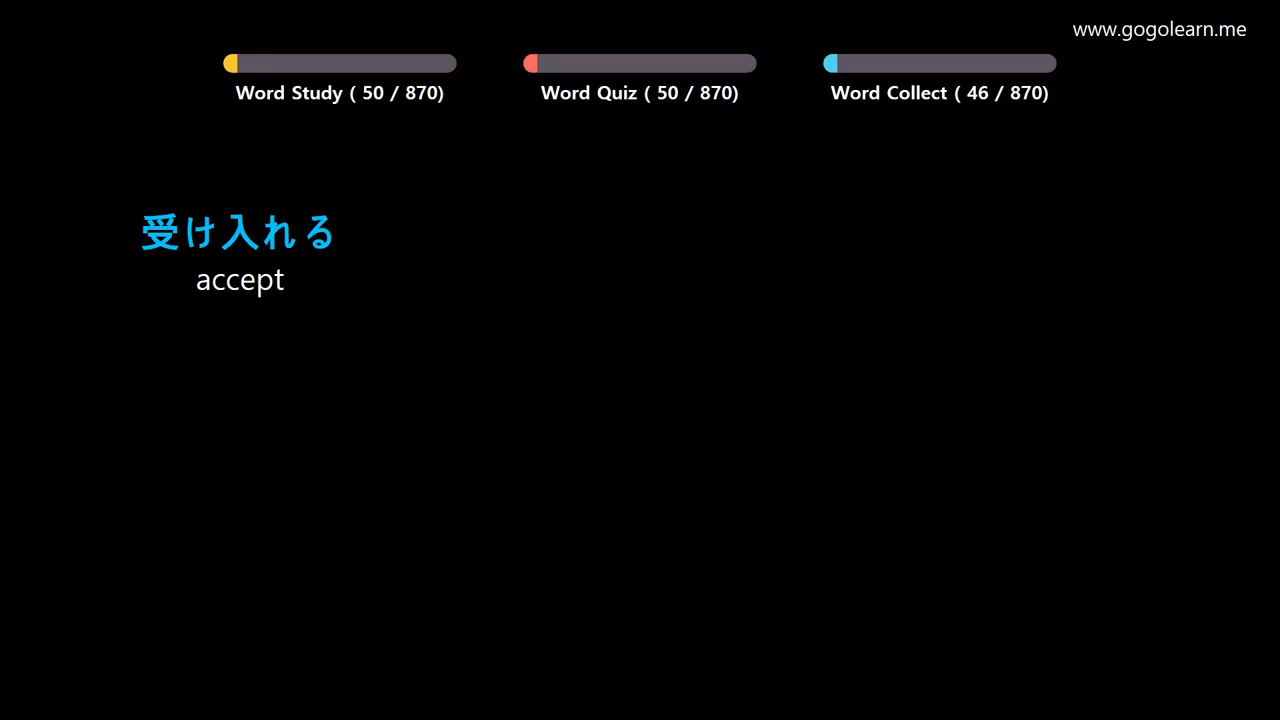 www.gogolearn.me
Word Study ( 50 / 870)
Word Quiz ( 50 / 870)
Word Collect ( 46 / 870)
受け入れる
accept